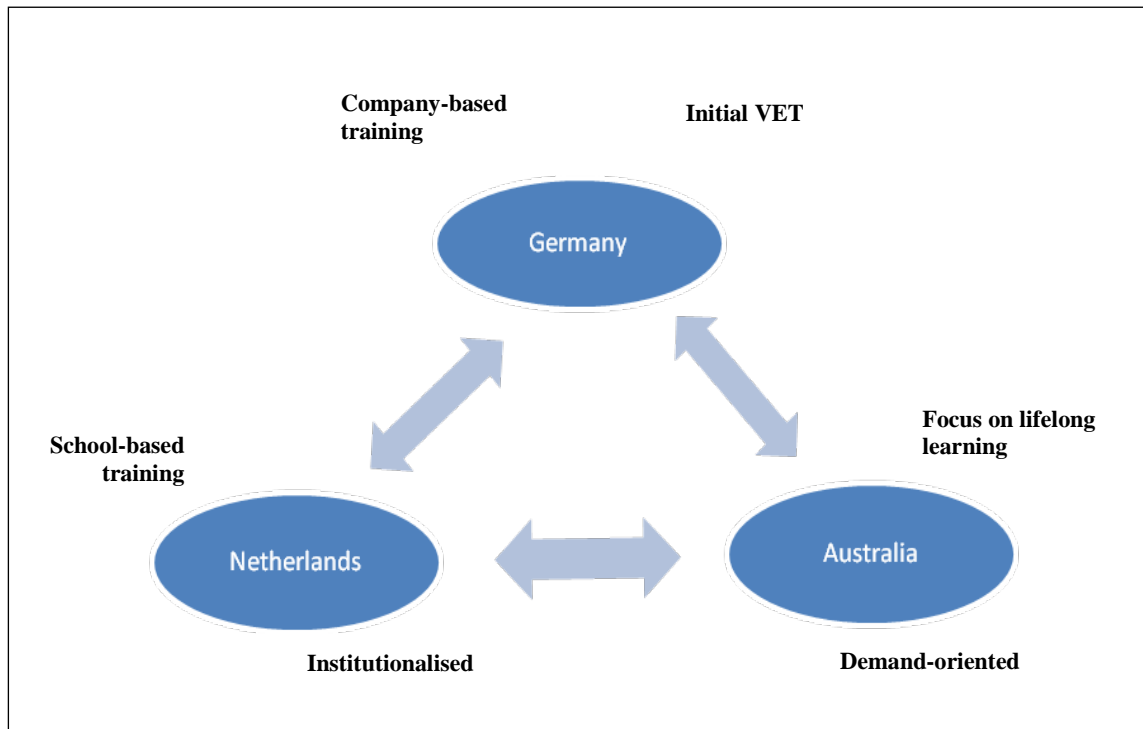 Company-based
training
Initial VET
Germany
Focus on lifelong
learning
School-based
training
Netherlands
Australia
Institutionalised
Demand-oriented